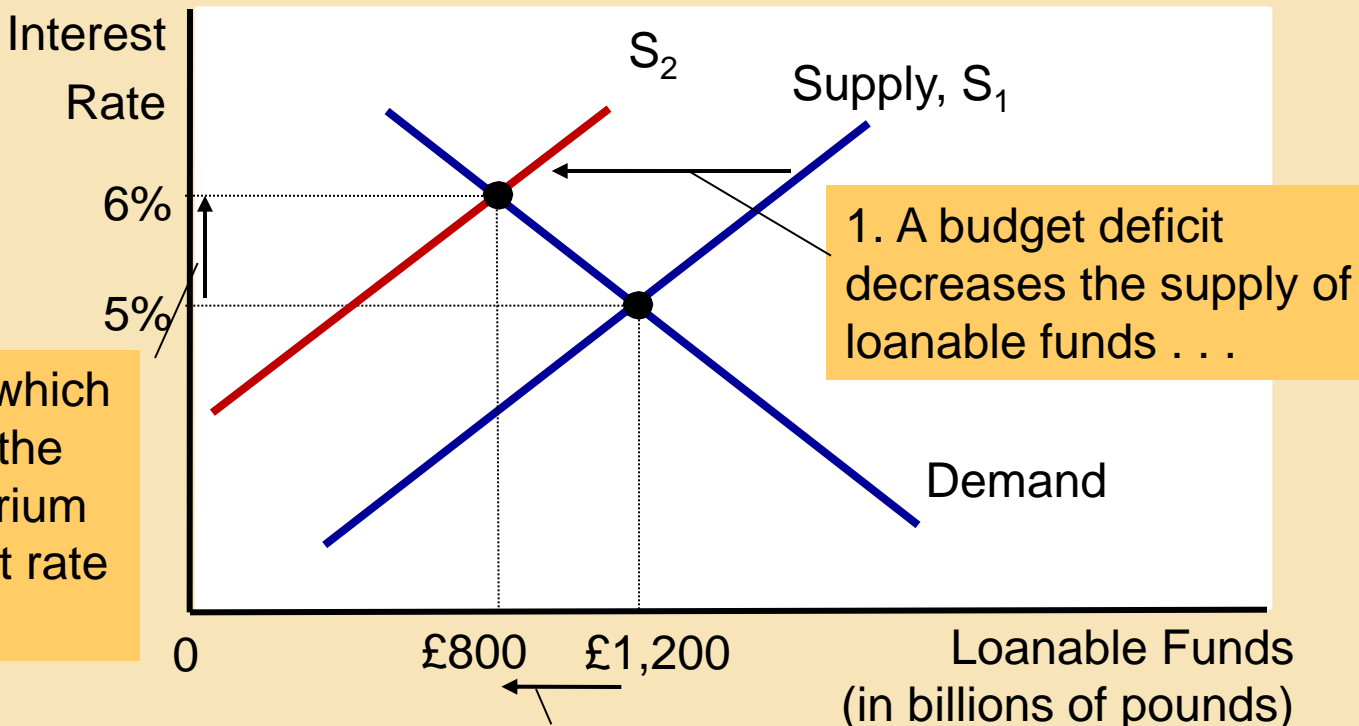 Interest
Rate
S₂
Supply, S₁
6%
5%
1. A budget deficit
decreases the supply of
loanable funds . . .
which
the
rate
Demand
0
£800
£1,200
Loanable Funds
(in billions of pounds)